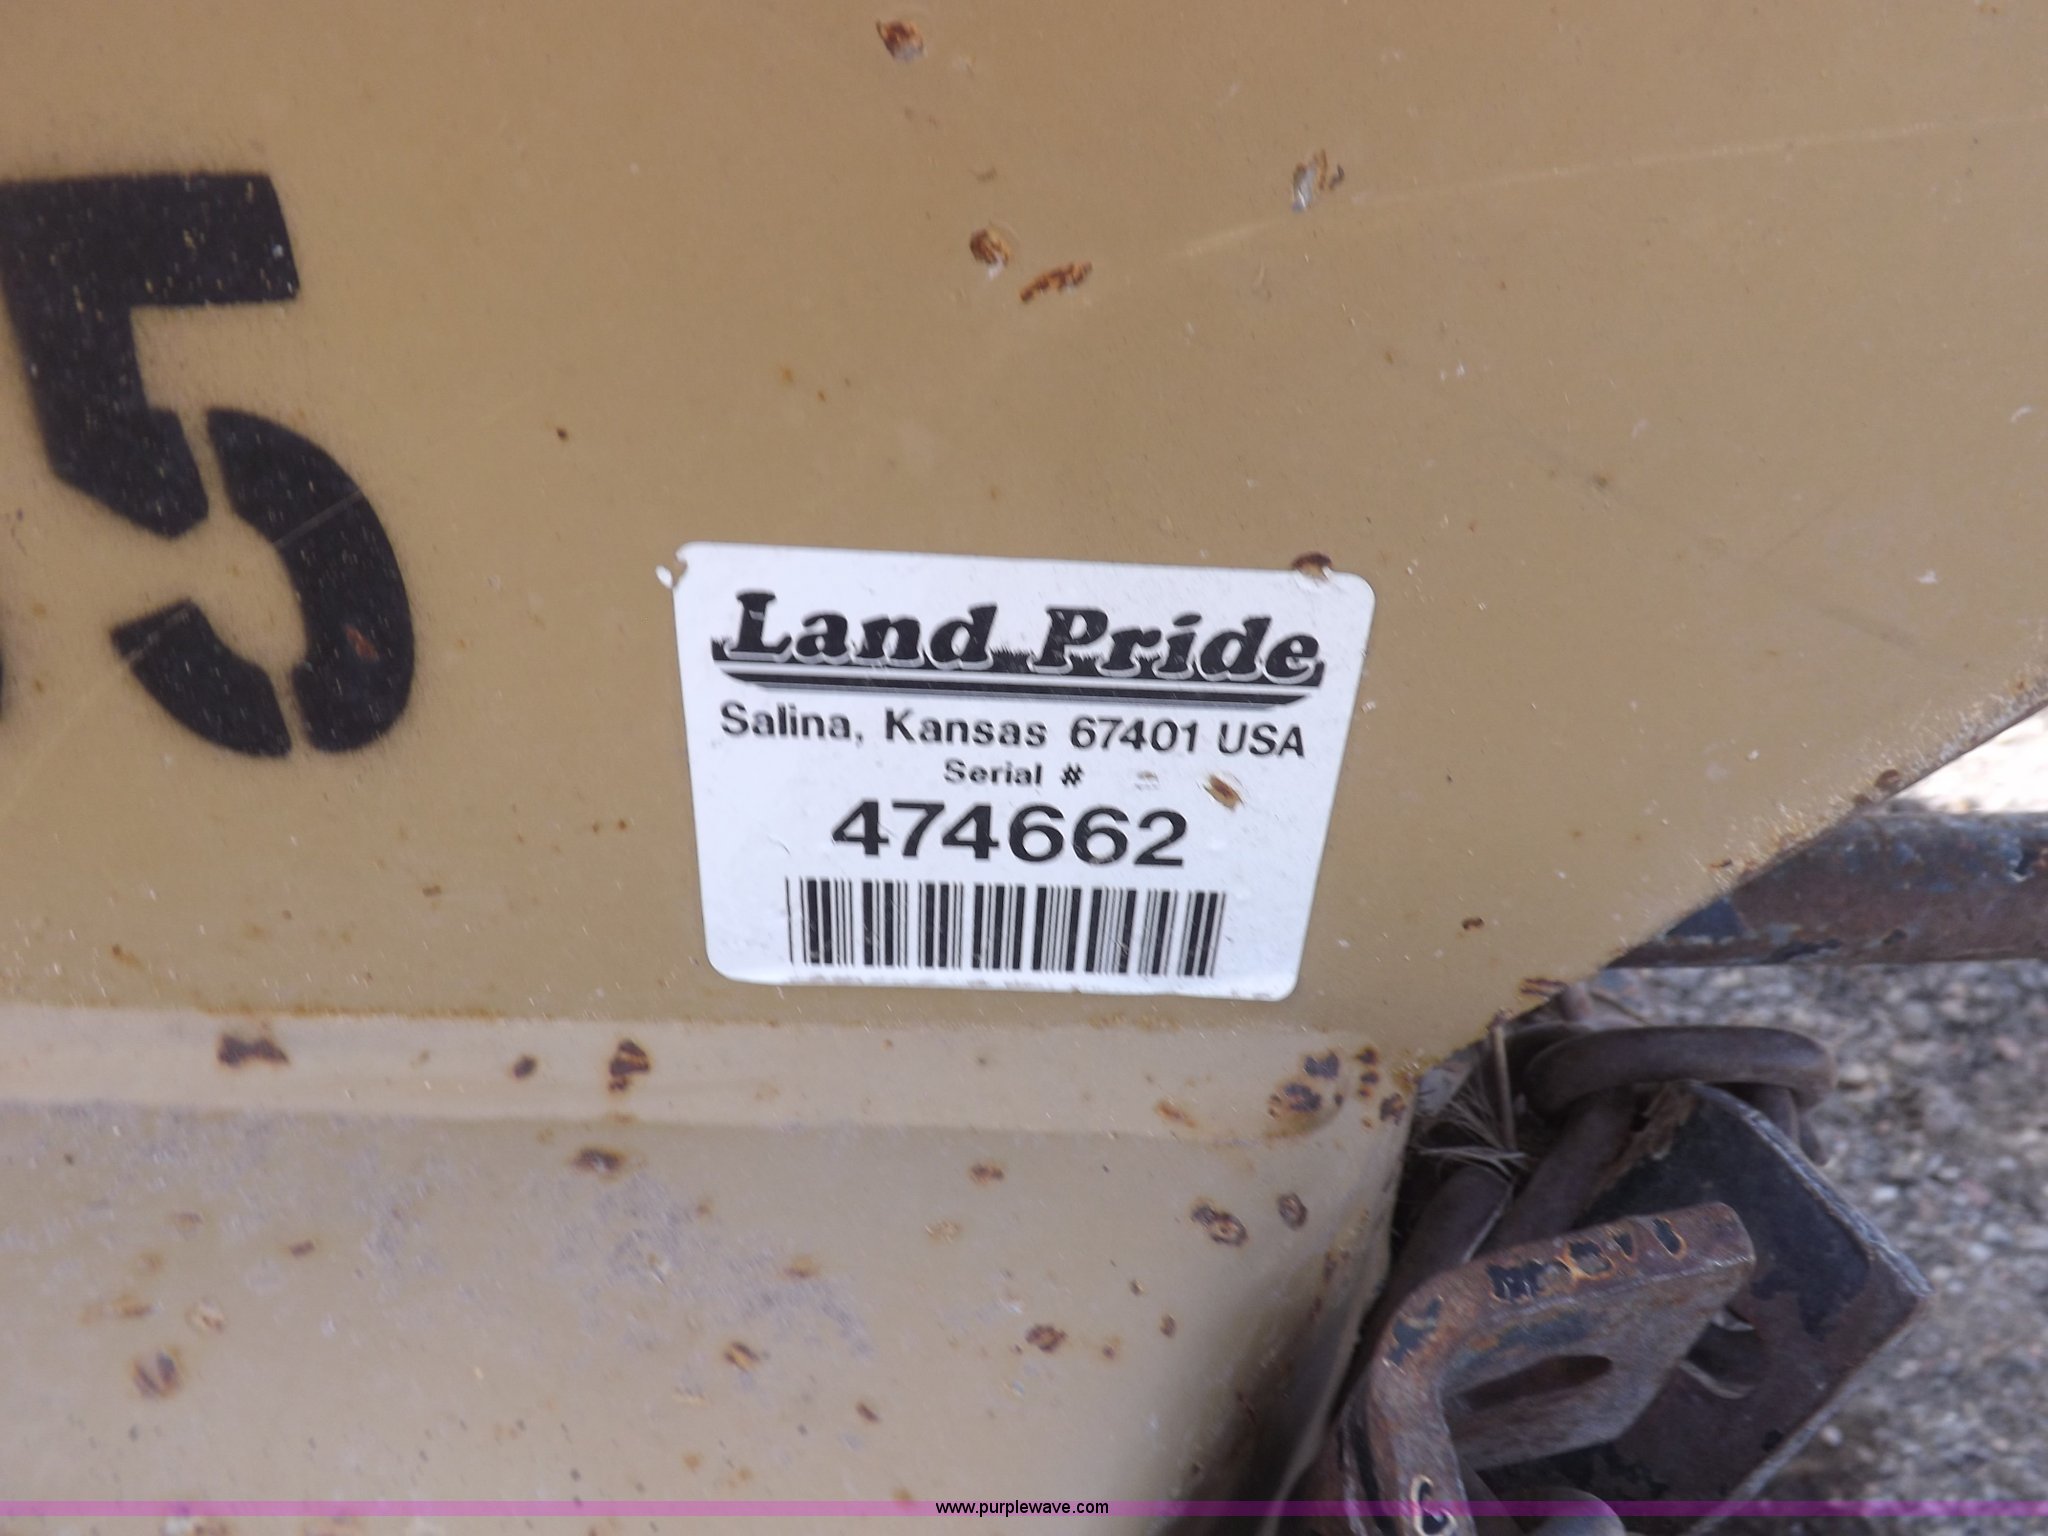 5
Land Pride
Salina, Kansas 67401 USA
Serial #
474662
www.purplewave.com